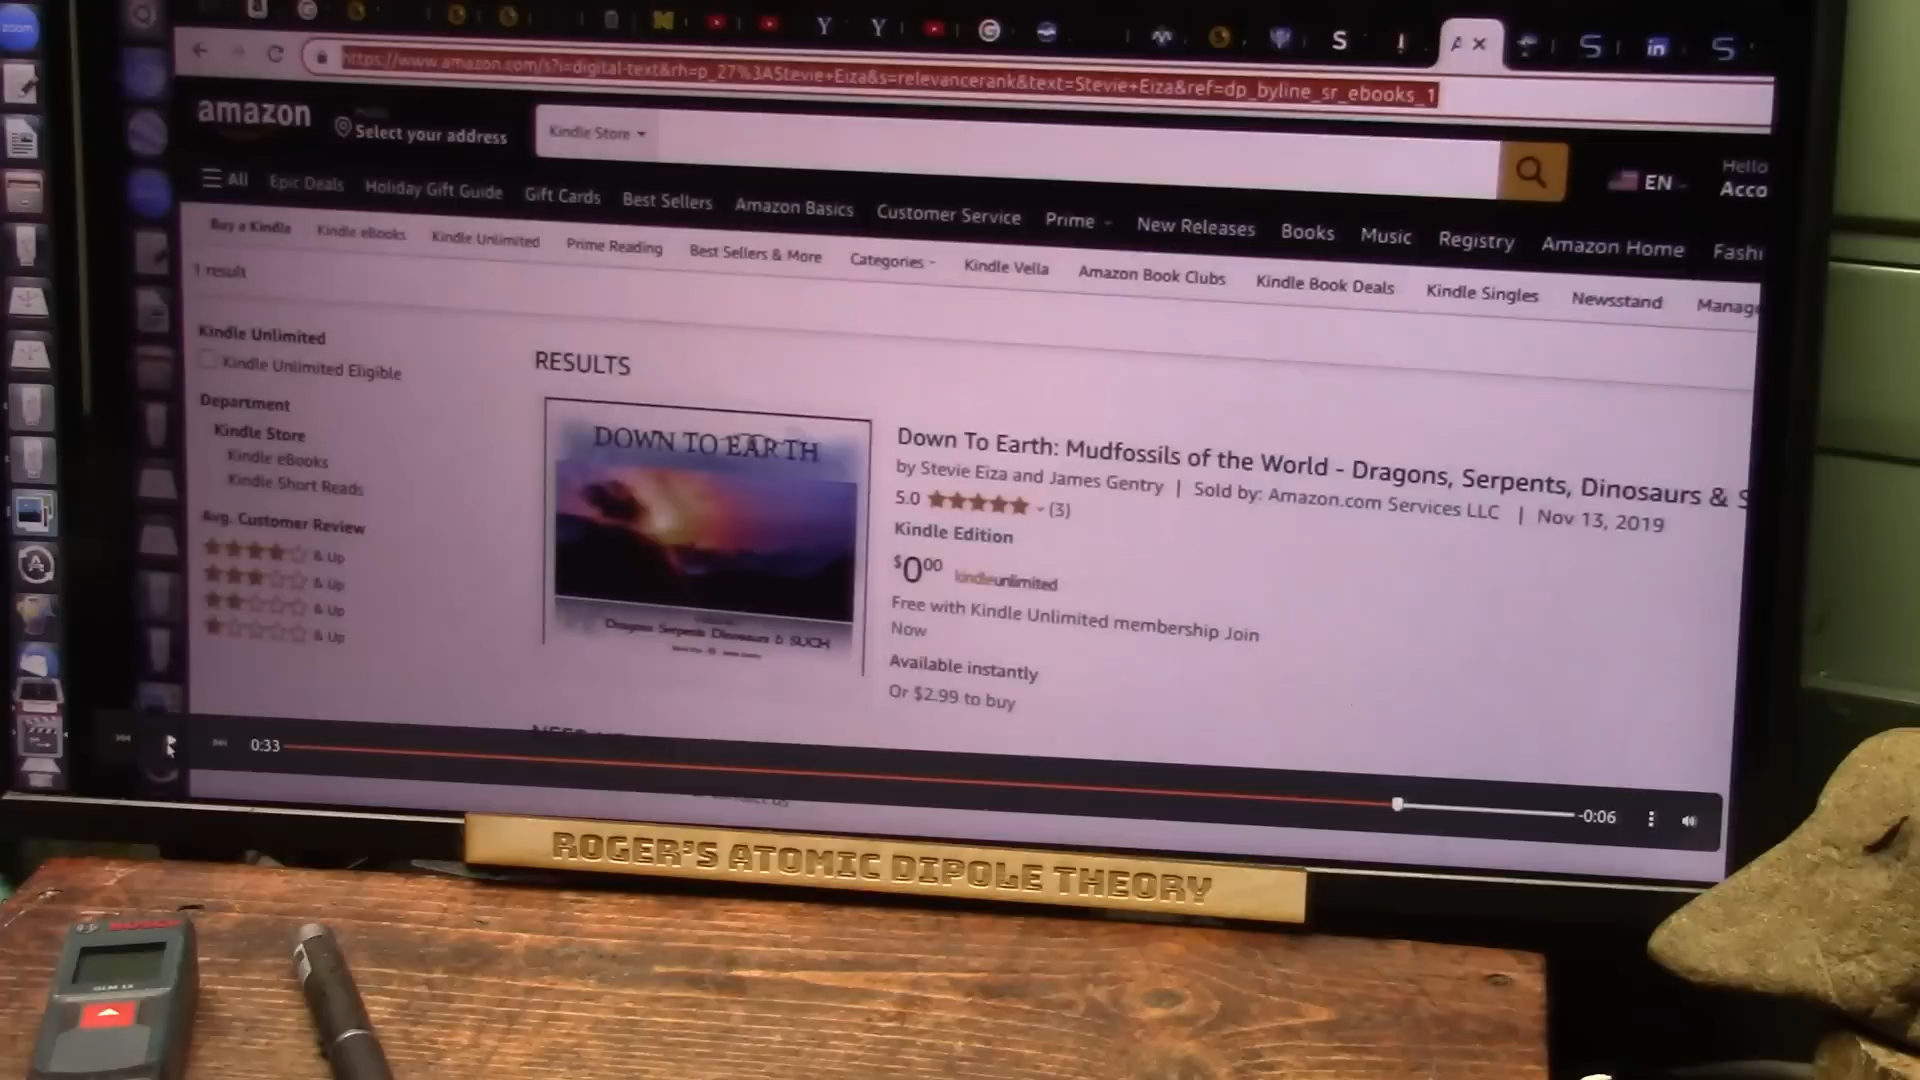 zoom
https://www.amazon.com/s?i=digital-text&rh=p_27%3AStevie+Eiza&s=relevancerank&text=Stevie+Eiza&ref=dp_byline_sr_ebooks_1
amazon
Select your address
Kindle Store
EN
Hello
Acco
All
Epic Deals
Holiday Gift Guide
Gift Cards
Best Sellers
Amazon Basics
Customer Service
Prime
New Releases
Books
Music
Registry
Amazon Home
Fashi
Buy a Kindle
Kindle eBooks
Kindle Unlimited
Prime Reading
Best Sellers & More
Categories
Kindle Vella
Amazon Book Clubs
Kindle Book Deals
Kindle Singles
Newsstand
Manag
1 result
Kindle Unlimited
Kindle Unlimited Eligible
Department
Kindle Store
Kindle eBooks
Kindle Short Reads
Avg. Customer Review
& Up
& Up
& Up
& Up
RESULTS
DOWN TO EARTH
Dragons Serpents Dinosaurs & SUCH
Down To Earth: Mudfossils of the World - Dragons, Serpents, Dinosaurs & S
by Stevie Eiza and James Gentry | Sold by: Amazon.com Services LLC | Nov 13, 2019
5.0 (3)
Kindle Edition
$0.00 kindleunlimited
Free with Kindle Unlimited membership Join
Now
Available instantly
Or $2.99 to buy
0:33
-0:06
ROGER'S ATOMIC DIPOLE THEORY